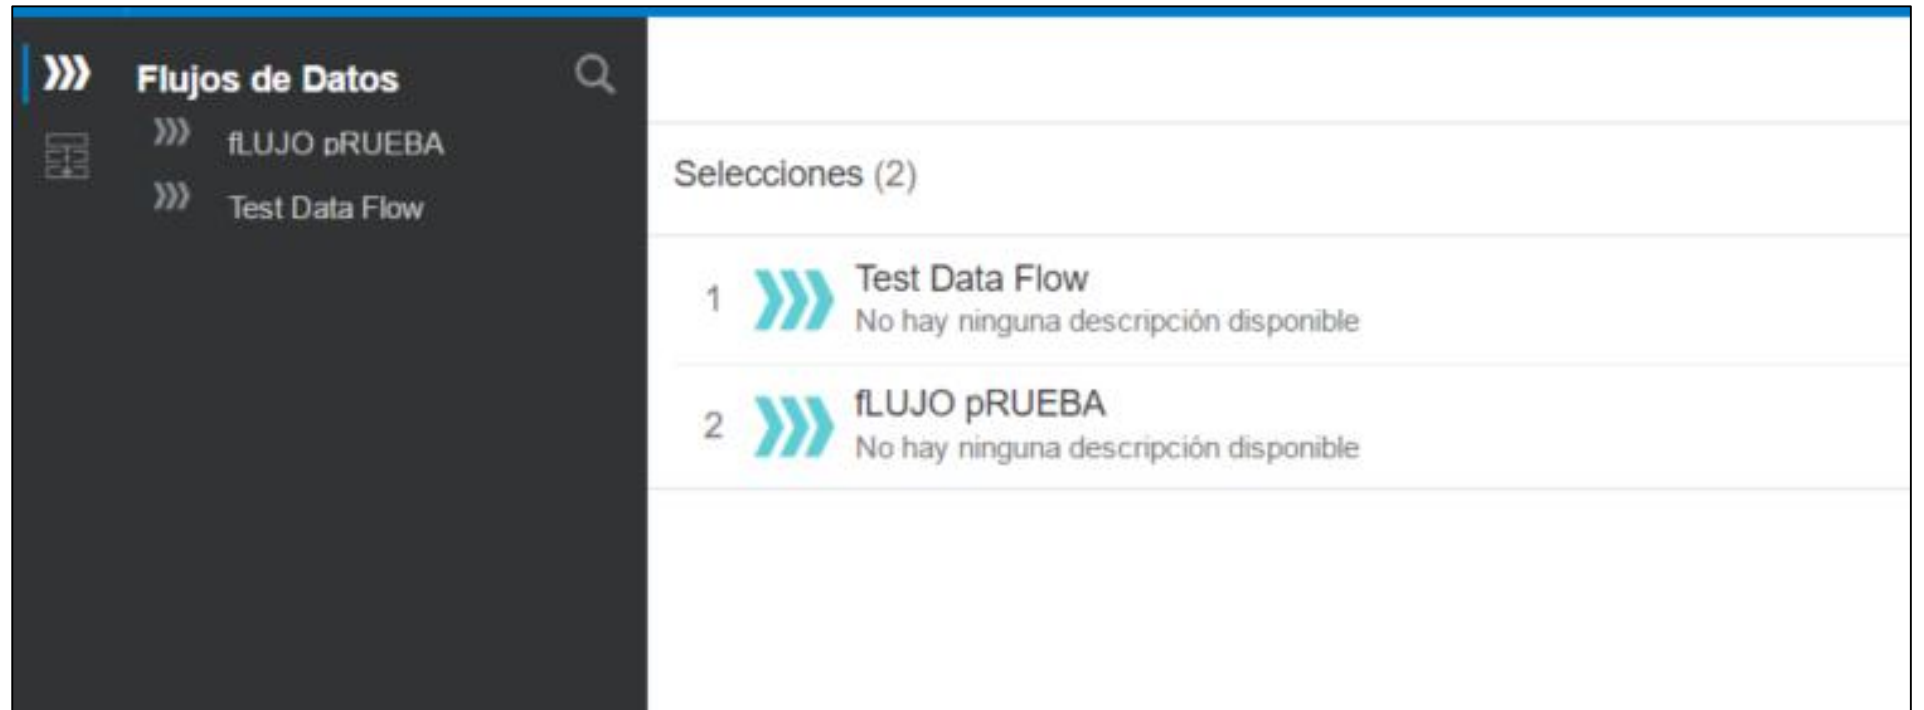 Flujos de Datos
fLUJO pRUEBA
Test Data Flow
Selecciones (2)
1 Test Data Flow
No hay ninguna descripción disponible
2 fLUJO pRUEBA
No hay ninguna descripción disponible